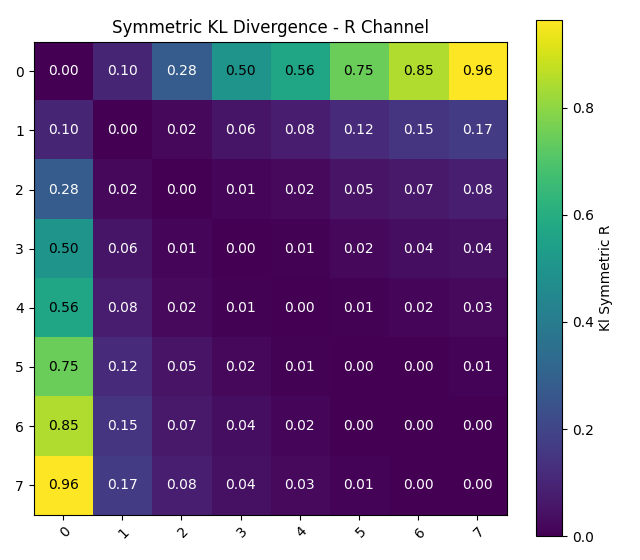 Symmetric KL Divergence - R Channel
0 0.00 0.10 0.28 0.50 0.56 0.75 0.85 0.96
1 0.10 0.00 0.02 0.06 0.08 0.12 0.15 0.17
2 0.28 0.02 0.00 0.01 0.02 0.05 0.07 0.08
3 0.50 0.06 0.01 0.00 0.01 0.02 0.04 0.04
4 0.56 0.08 0.02 0.01 0.00 0.01 0.02 0.03
5 0.75 0.12 0.05 0.02 0.01 0.00 0.00 0.01
6 0.85 0.15 0.07 0.04 0.02 0.00 0.00 0.00
7 0.96 0.17 0.08 0.04 0.03 0.01 0.00 0.00
0 1 2 3 4 5 6 7
0.8
0.6
0.4
0.2
0.0
Kl Symmetric R